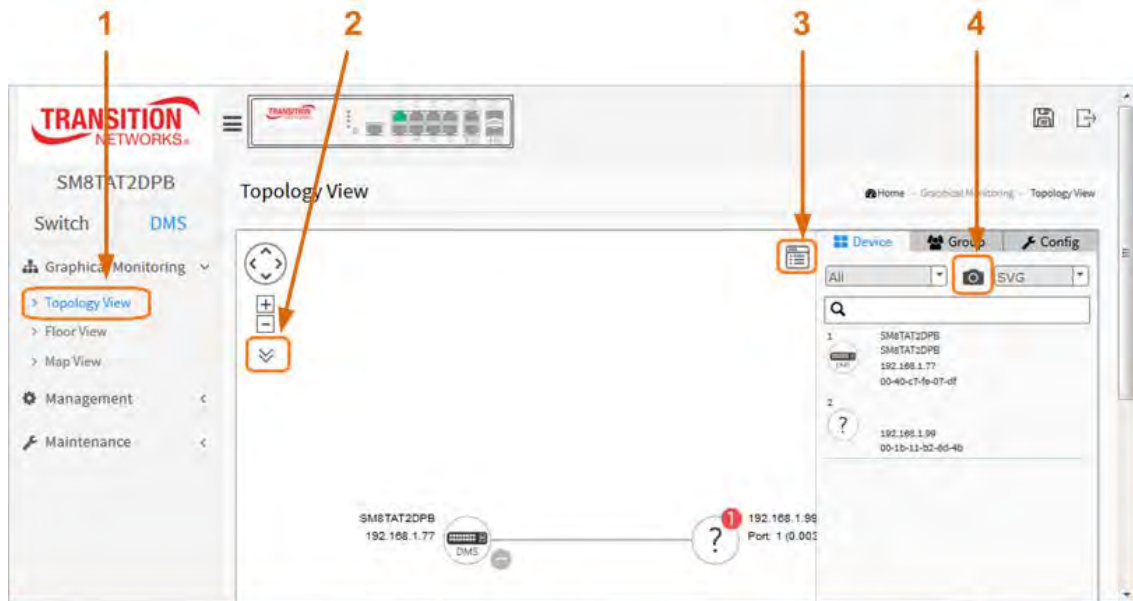 1 2 3 4
TRANSITION
NETWORKS®
TRANSITION
SM8TAT2DPB
Switch DMS
Topology View
Home - Graphical Monitoring - Topology View
Graphical Monitoring
> Topology View
> Floor View
> Map View
Management
Maintenance
Device Group Config
All SVG
1
SM8TAT2DPB
SM8TAT2DPB
192.168.1.77
00-40-c7-fe-07-df
DMS
2
?
192.168.1.99
00-1b-11-b2-6d-4b
SM8TAT2DPB
192.168.1.77
DMS
?
1
192.168.1.99
Port: 1 (0.003